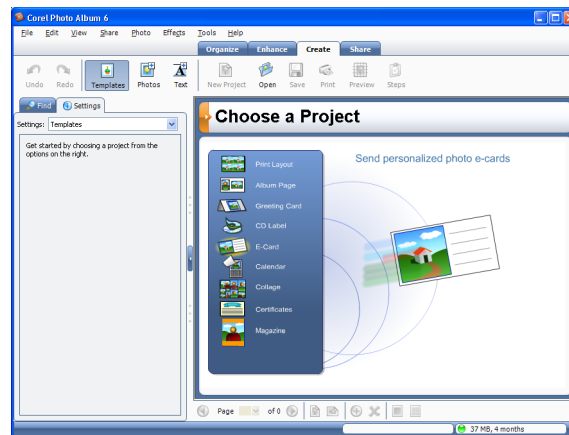 Corel Photo Album 6
File Edit View Share Photo Effects Tools Help
Organize Enhance Create Share
Undo Redo Templates Photos Text New Project Open Save Print Preview Steps
Find Settings
Settings: Templates
Get started by choosing a project from the
options on the right.
Choose a Project
Send personalized photo e-cards
Print Layout
Album Page
Greeting Card
CD Label
E-Card
Calendar
Collage
Certificates
Magazine
Page of 0
37 MB, 4 months